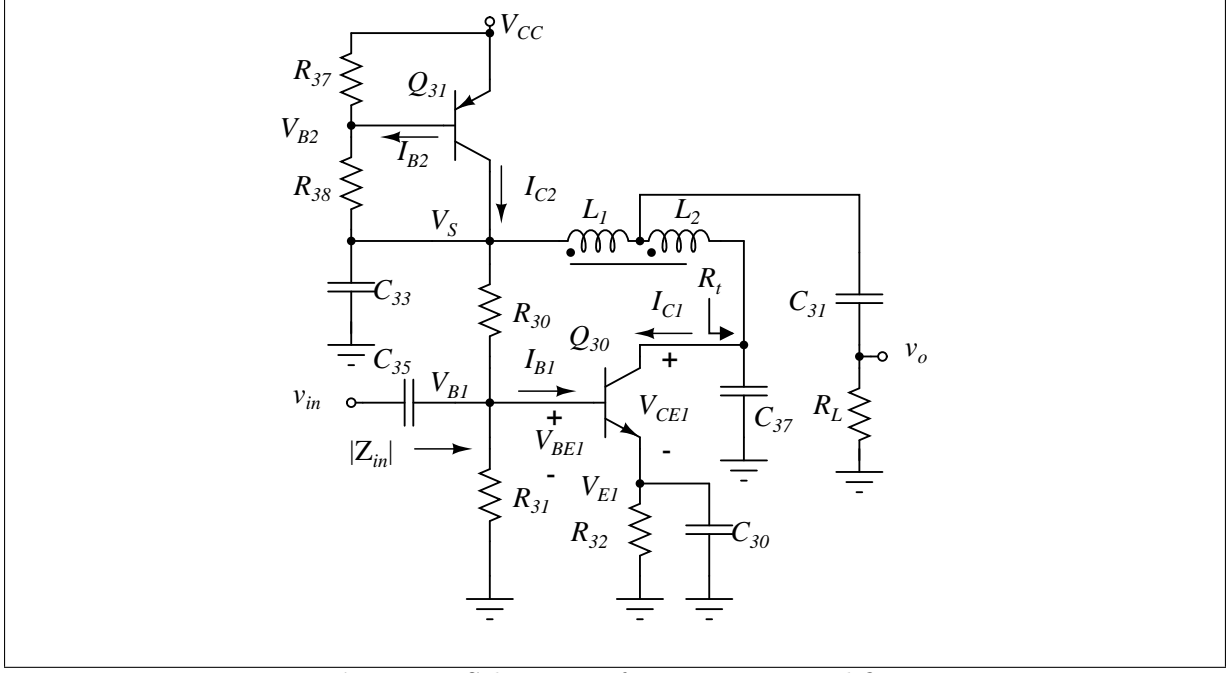 V_CC
R_37
Q_31
V_B2
I_B2
R_38
I_C2
V_S
L_1
L_2
C_33
R_30
R_t
I_C1
C_31
Q_30
C_35
v_o
V_B1
I_B1
+
v_in
+
V_CE1
C_37
R_L
|Z_in|
V_BE1
-
-
R_31
V_E1
R_32
C_30